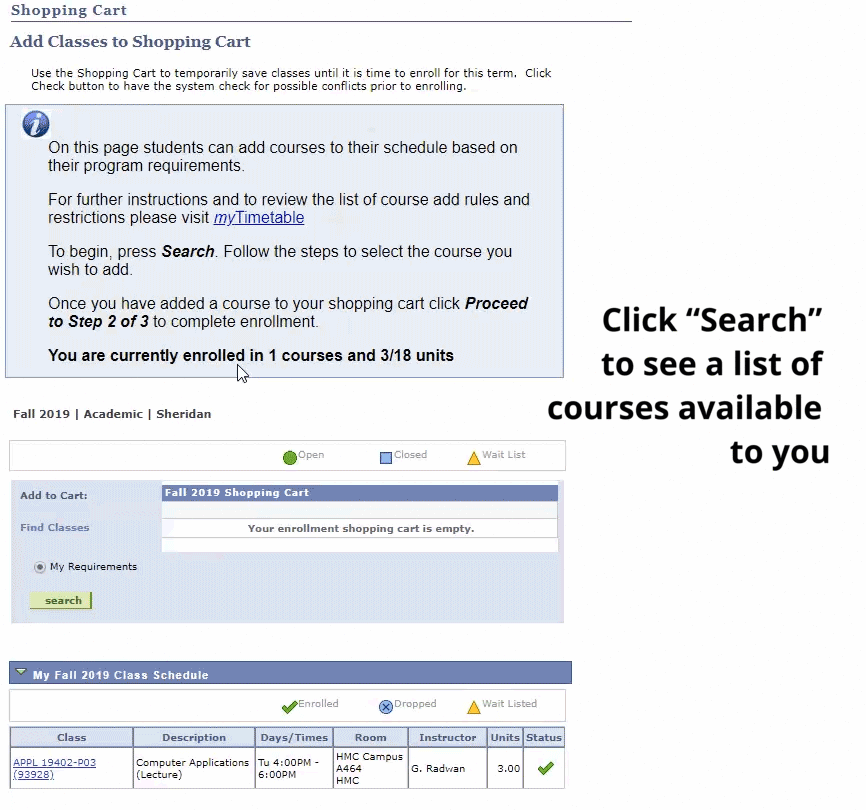 Shopping Cart
Add Classes to Shopping Cart
Use the Shopping Cart to temporarily save classes until it is time to enroll for this term.  Click
Check button to have the system check for possible conflicts prior to enrolling.
On this page students can add courses to their schedule based on
their program requirements.
For further instructions and to review the list of course add rules and
restrictions please visit myTimetable
To begin, press Search. Follow the steps to select the course you
wish to add.
Once you have added a course to your shopping cart click Proceed
to Step 2 of 3 to complete enrollment.
You are currently enrolled in 1 courses and 3/18 units
Click “Search”
to see a list of
courses available
to you
Fall 2019 | Academic | Sheridan
Open Closed Wait List
Add to Cart:
Fall 2019 Shopping Cart
Find Classes
Your enrollment shopping cart is empty.
My Requirements
search
My Fall 2019 Class Schedule
Enrolled Dropped Wait Listed
Class Description Days/Times Room Instructor Units Status
APPL 19402-P03
(93928)
Computer Applications
(Lecture)
Tu 4:00PM -
6:00PM
HMC Campus
A464
HMC
G. Radwan
3.00